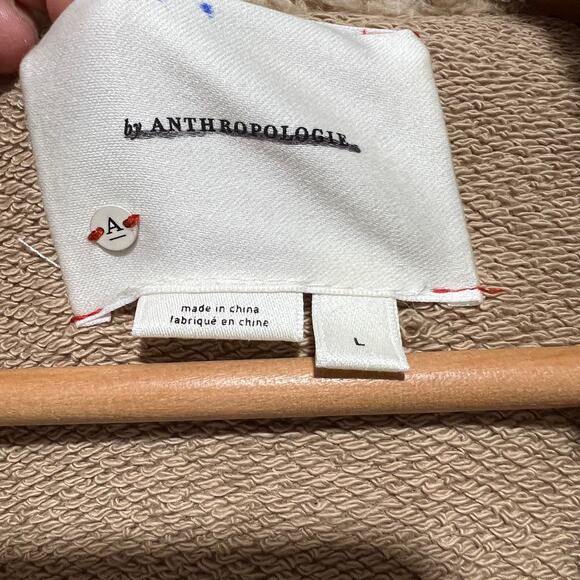 by ANTHROPOLOGIE
A
made in china
fabriqué en chine
L